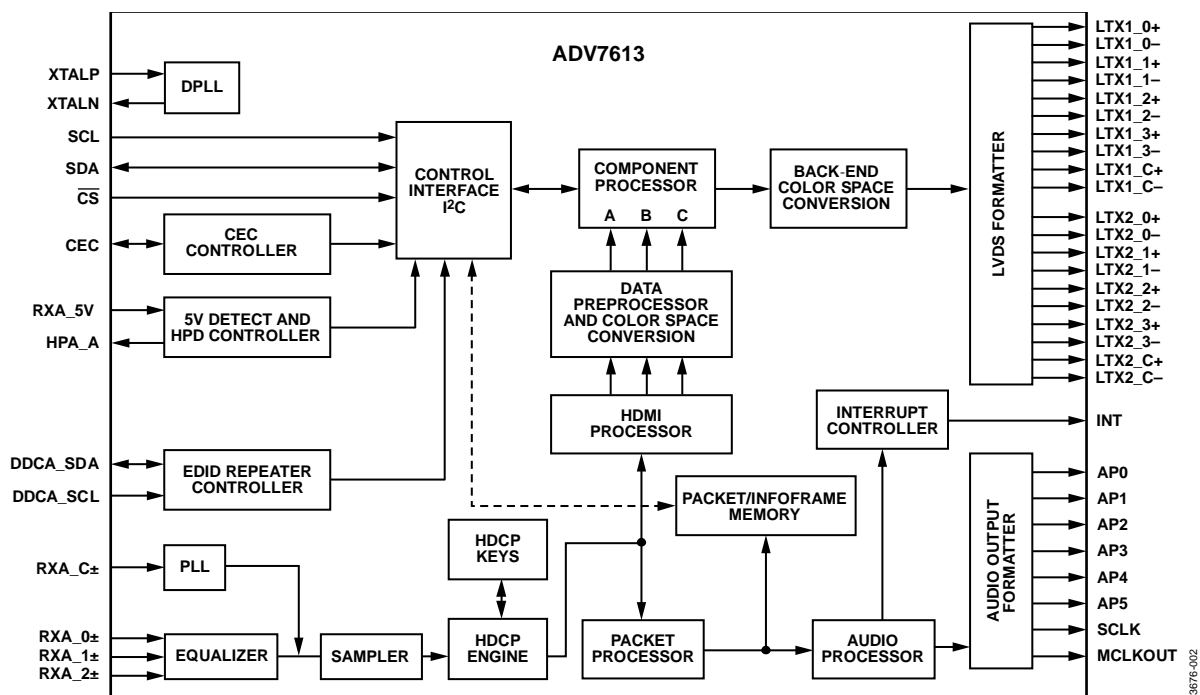 ADV7613
XTALP
XTALN
DPLL
SCL
SDA
CS
CEC
CEC
CONTROLLER
RXA_5V
HPA_A
5V DETECT AND
HPD CONTROLLER
DDCA_SDA
DDCA_SCL
EDID REPEATER
CONTROLLER
RXA_C±
PLL
RXA_0±
RXA_1±
RXA_2±
EQUALIZER
SAMPLER
HDCP
KEYS
HDCP
ENGINE
CONTROL
INTERFACE
I²C
COMPONENT
PROCESSOR
A B C
DATA
PREPROCESSOR
AND COLOR SPACE
CONVERSION
HDMI
PROCESSOR
PACKET/INFOFRAME
MEMORY
PACKET
PROCESSOR
AUDIO
PROCESSOR
INTERRUPT
CONTROLLER
BACK-END
COLOR SPACE
CONVERSION
LVDS FORMATTER
AUDIO OUTPUT
FORMATTER
LTX1_0+
LTX1_0–
LTX1_1+
LTX1_1–
LTX1_2+
LTX1_2–
LTX1_3+
LTX1_3–
LTX1_C+
LTX1_C–
LTX2_0+
LTX2_0–
LTX2_1+
LTX2_1–
LTX2_2+
LTX2_2–
LTX2_3+
LTX2_3–
LTX2_C+
LTX2_C–
INT
AP0
AP1
AP2
AP3
AP4
AP5
SCLK
MCLKOUT
3676-002